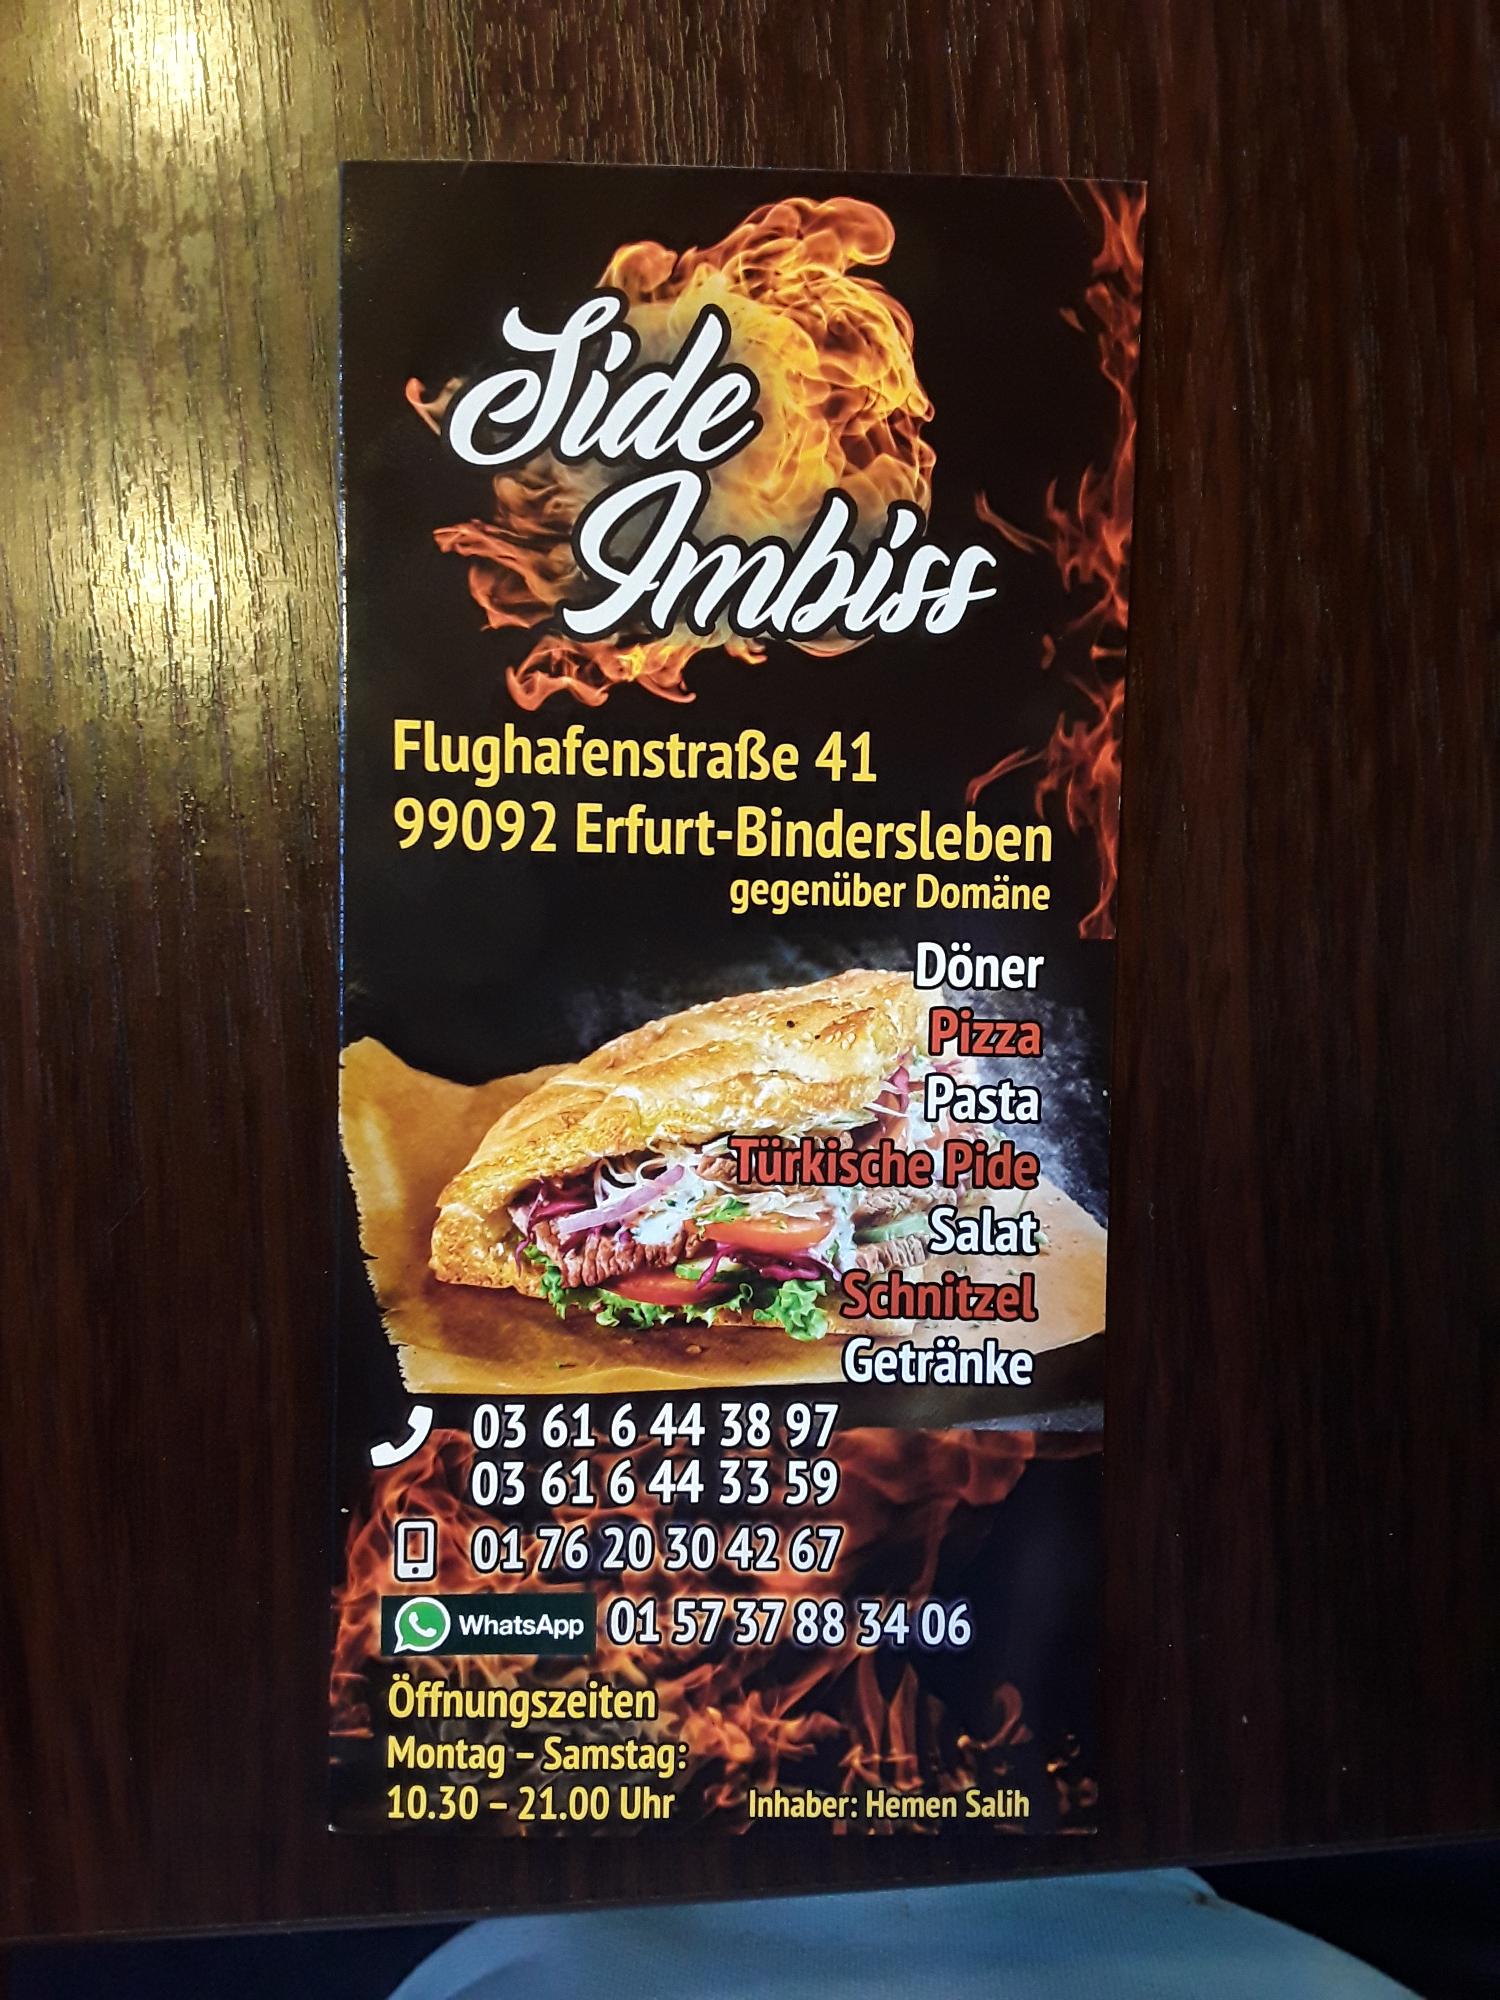 Side
Imbiss
Flughafenstraße 41
99092 Erfurt-Bindersleben
gegenüber Domäne
Döner
Pizza
Pasta
Türkische Pide
Salat
Schnitzel
Getränke
03 61 6 44 38 97
03 61 6 44 33 59
01 76 20 30 42 67
WhatsApp 01 57 37 88 34 06
Öffnungszeiten
Montag – Samstag:
10.30 – 21.00 Uhr
Inhaber: Hemen Salih